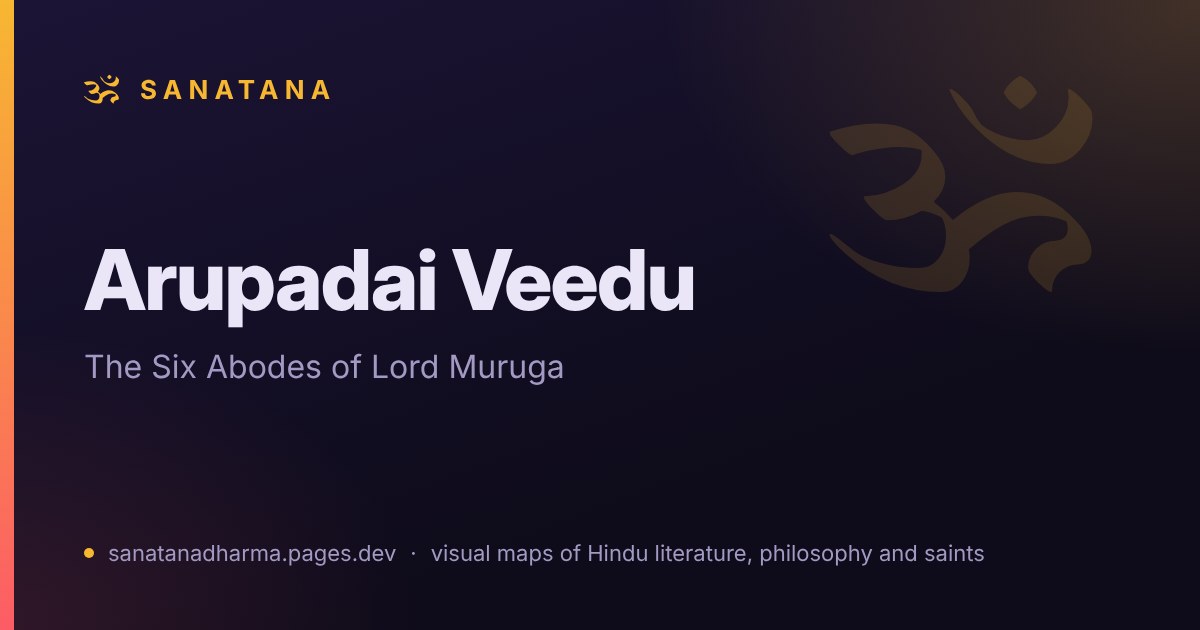 ॐ SANATANA
ॐ
Arupadai Veedu
The Six Abodes of Lord Muruga
sanatanadharma.pages.dev · visual maps of Hindu literature, philosophy and saints